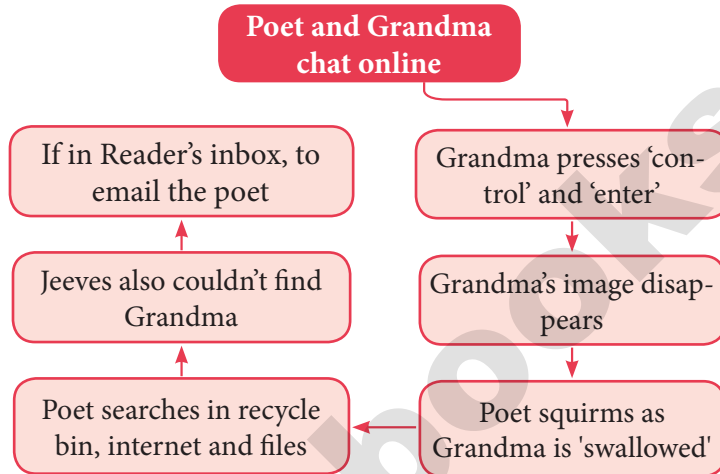 Poet and Grandma
chat online
Grandma presses ‘con-
trol’ and ‘enter’
Grandma’s image disap-
pears
Poet squirms as
Grandma is 'swallowed'
Poet searches in recycle
bin, internet and files
Jeeves also couldn’t find
Grandma
If in Reader’s inbox, to
email the poet
books